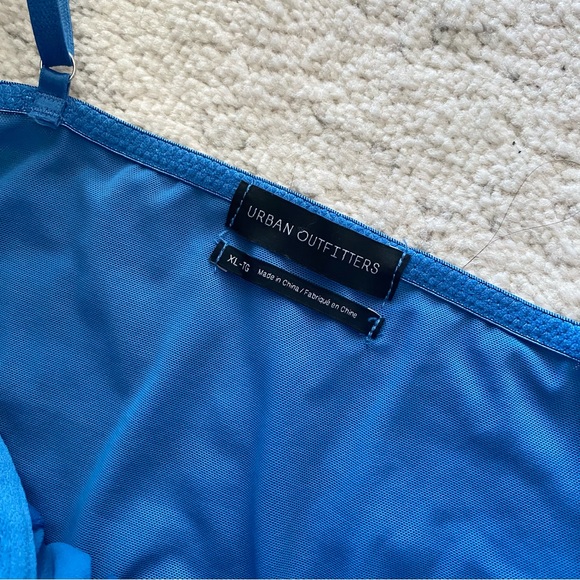 URBAN OUTFITTERS
XL-TG Made in China / Fabriqué en Chine